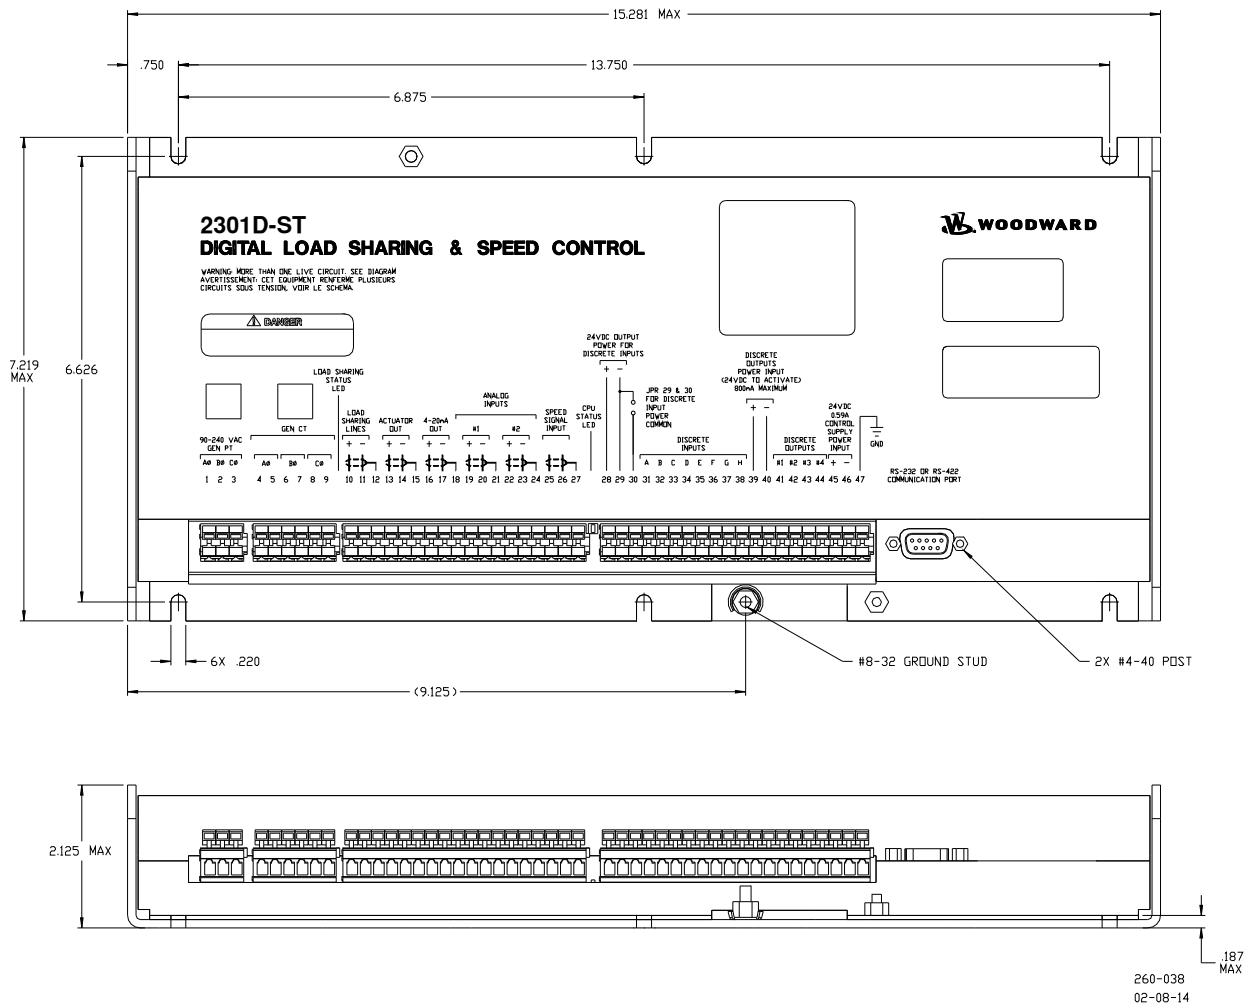 15.281 MAX
.750
13.750
6.875
7.219
MAX
6.626
2301D-ST
DIGITAL LOAD SHARING & SPEED CONTROL
WARNING: MORE THAN ONE LIVE CIRCUIT. SEE DIAGRAM
AVERTISSEMENT: CET EQUIPMENT RENFERME PLUSIEURS
CIRCUITS SOUS TENSION, VOIR LE SCHEMA.
WOODWARD
DANGER
LOAD SHARING
STATUS
LED
GEN CT
90-240 VAC
GEN PT
AØ BØ CØ
AØ BØ CØ
LOAD
SHARING
LINES
+ -
ACTUATOR
OUT
+ -
4-20mA
OUT
+ -
ANALOG
INPUTS
#1 #2
+ - + -
SPEED
SIGNAL
INPUT
CPU
STATUS
LED
24VDC OUTPUT
POWER FOR
DISCRETE INPUTS
+ -
JPR 29 & 30
FOR DISCRETE
INPUT
POWER
COMMON
DISCRETE
INPUTS
A B C D E F G H
DISCRETE
OUTPUTS
POWER INPUT
(24VDC TO ACTIVATE)
800mA MAXIMUM
+ -
DISCRETE
OUTPUTS
#1 #2 #3 #4
24VDC
0.59A
CONTROL
SUPPLY
POWER
INPUT
+ -
GND
RS-232 OR RS-422
COMMUNICATION PORT
1 2 3 4 5 6 7 8 9 10 11 12 13 14 15 16 17 18 19 20 21 22 23 24 25 26 27 28 29 30 31 32 33 34 35 36 37 38 39 40 41 42 43 44 45 46 47
6X .220
#8-32 GROUND STUD
2X #4-40 POST
(9.125)
2.125 MAX
.187
MAX
260-038
02-08-14